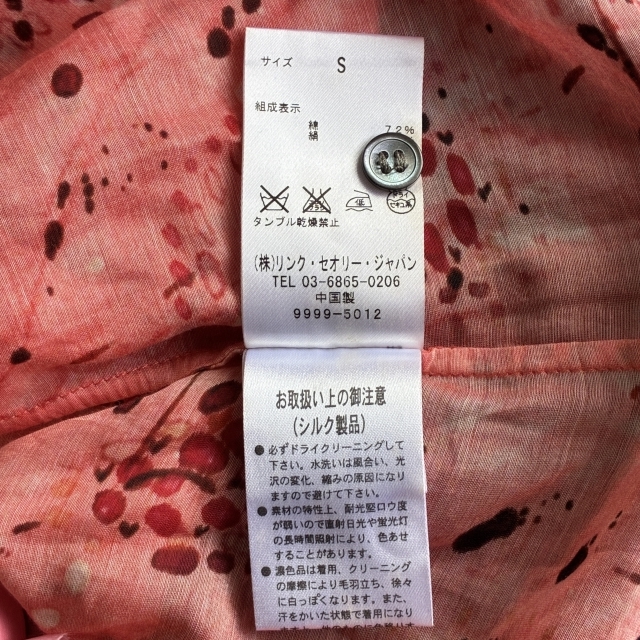 サイズ S
組成表示
綿 72%
絹
タンブル乾燥禁止
(株)リンク・セオリー・ジャパン
TEL 03-6865-0206
中国製
9999-5012
お取扱い上の御注意
(シルク製品)
●必ずドライクリーニングして
下さい。水洗いは風合い、光
沢の変化、縮みの原因になり
ますので避けて下さい。
●素材の特性上、耐光堅ロウ度
が弱いので直射日光や蛍光灯
の長時間照射により、色あせ
することがあります。
●濃色品は着用、クリーニング
の摩擦により毛羽立ち、徐々
に白っぽくなります。また、
汗をかいた状態で着用になり